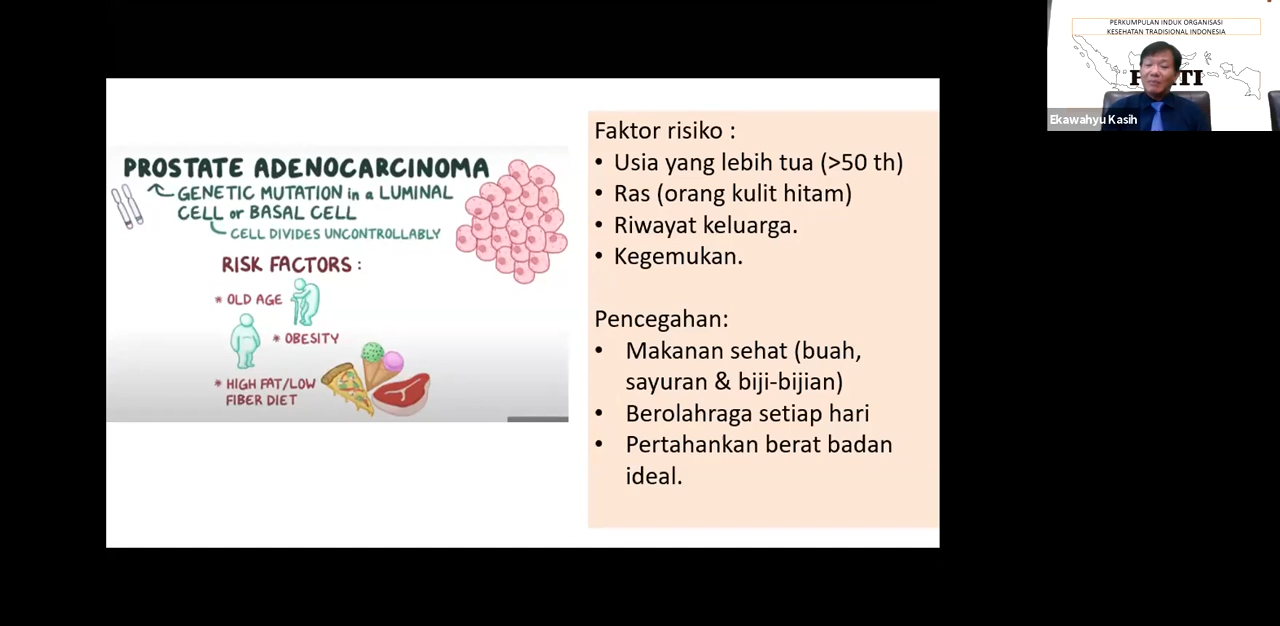 PERKUMPULAN INDUK ORGANISASI
KESEHATAN TRADISIONAL INDONESIA
Ekawahyu Kasih
PROSTATE ADENOCARCINOMA
GENETIC MUTATION in a LUMINAL
CELL or BASAL CELL
CELL DIVIDES UNCONTROLLABLY
RISK FACTORS:
* OLD AGE
* OBESITY
* HIGH FAT/LOW
FIBER DIET
Faktor risiko :
• Usia yang lebih tua (>50 th)
• Ras (orang kulit hitam)
• Riwayat keluarga.
• Kegemukan.
Pencegahan:
• Makanan sehat (buah,
sayuran & biji-bijian)
• Berolahraga setiap hari
• Pertahankan berat badan
ideal.